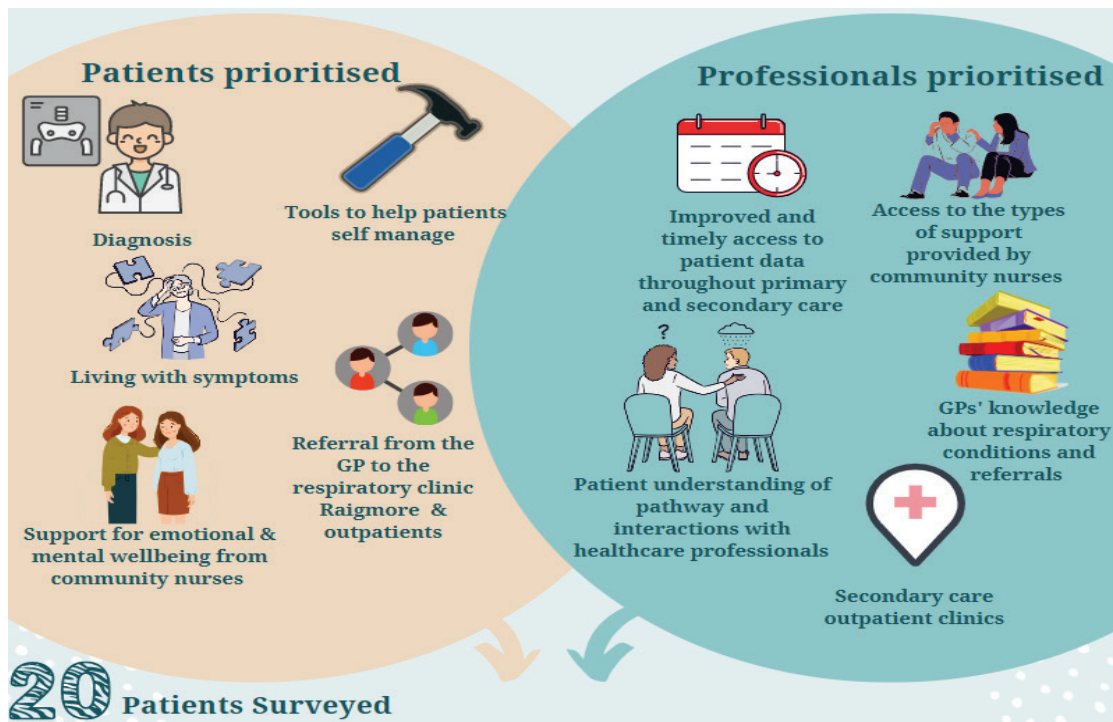 Patients prioritised
Diagnosis
Tools to help patients
self manage
Living with symptoms
Referral from the
GP to the
respiratory clinic
Raigmore & outpatients
Support for emotional &
mental wellbeing from
community nurses
Professionals prioritised
Improved and
timely access to
patient data
throughout primary
and secondary care
Access to the types
of support
provided by
community nurses
?
Patient understanding of
pathway and
interactions with
healthcare professionals
GPs' knowledge
about respiratory
conditions and
referrals
Secondary care
outpatient clinics
20 Patients Surveyed